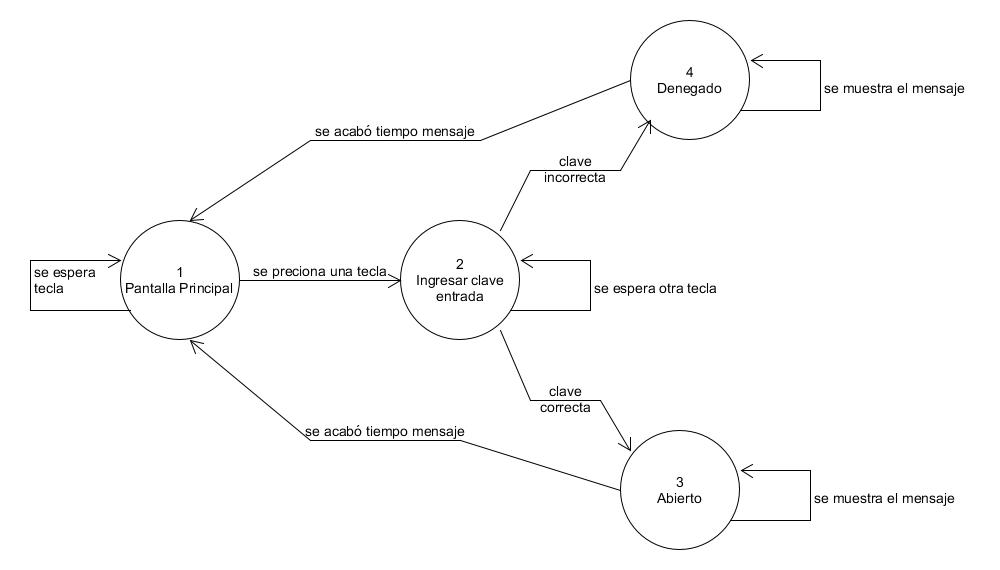 4
Denegado
se muestra el mensaje
se acabó tiempo mensaje
clave
incorrecta
1
Pantalla Principal
se espera
tecla
se preciona una tecla
2
Ingresar clave
entrada
se espera otra tecla
clave
correcta
se acabó tiempo mensaje
3
Abierto
se muestra el mensaje